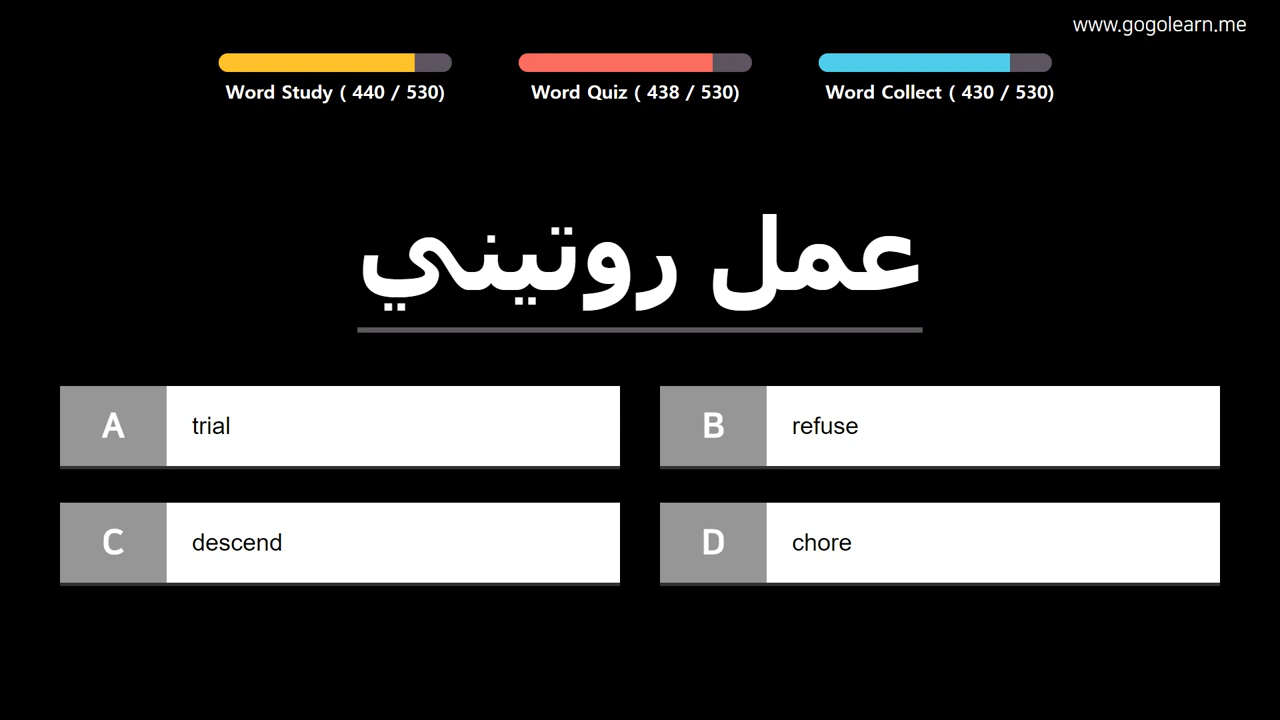 www.gogolearn.me
Word Study ( 440 / 530)
Word Quiz ( 438 / 530)
Word Collect ( 430 / 530)
عمل روتيني
A trial
B refuse
C descend
D chore